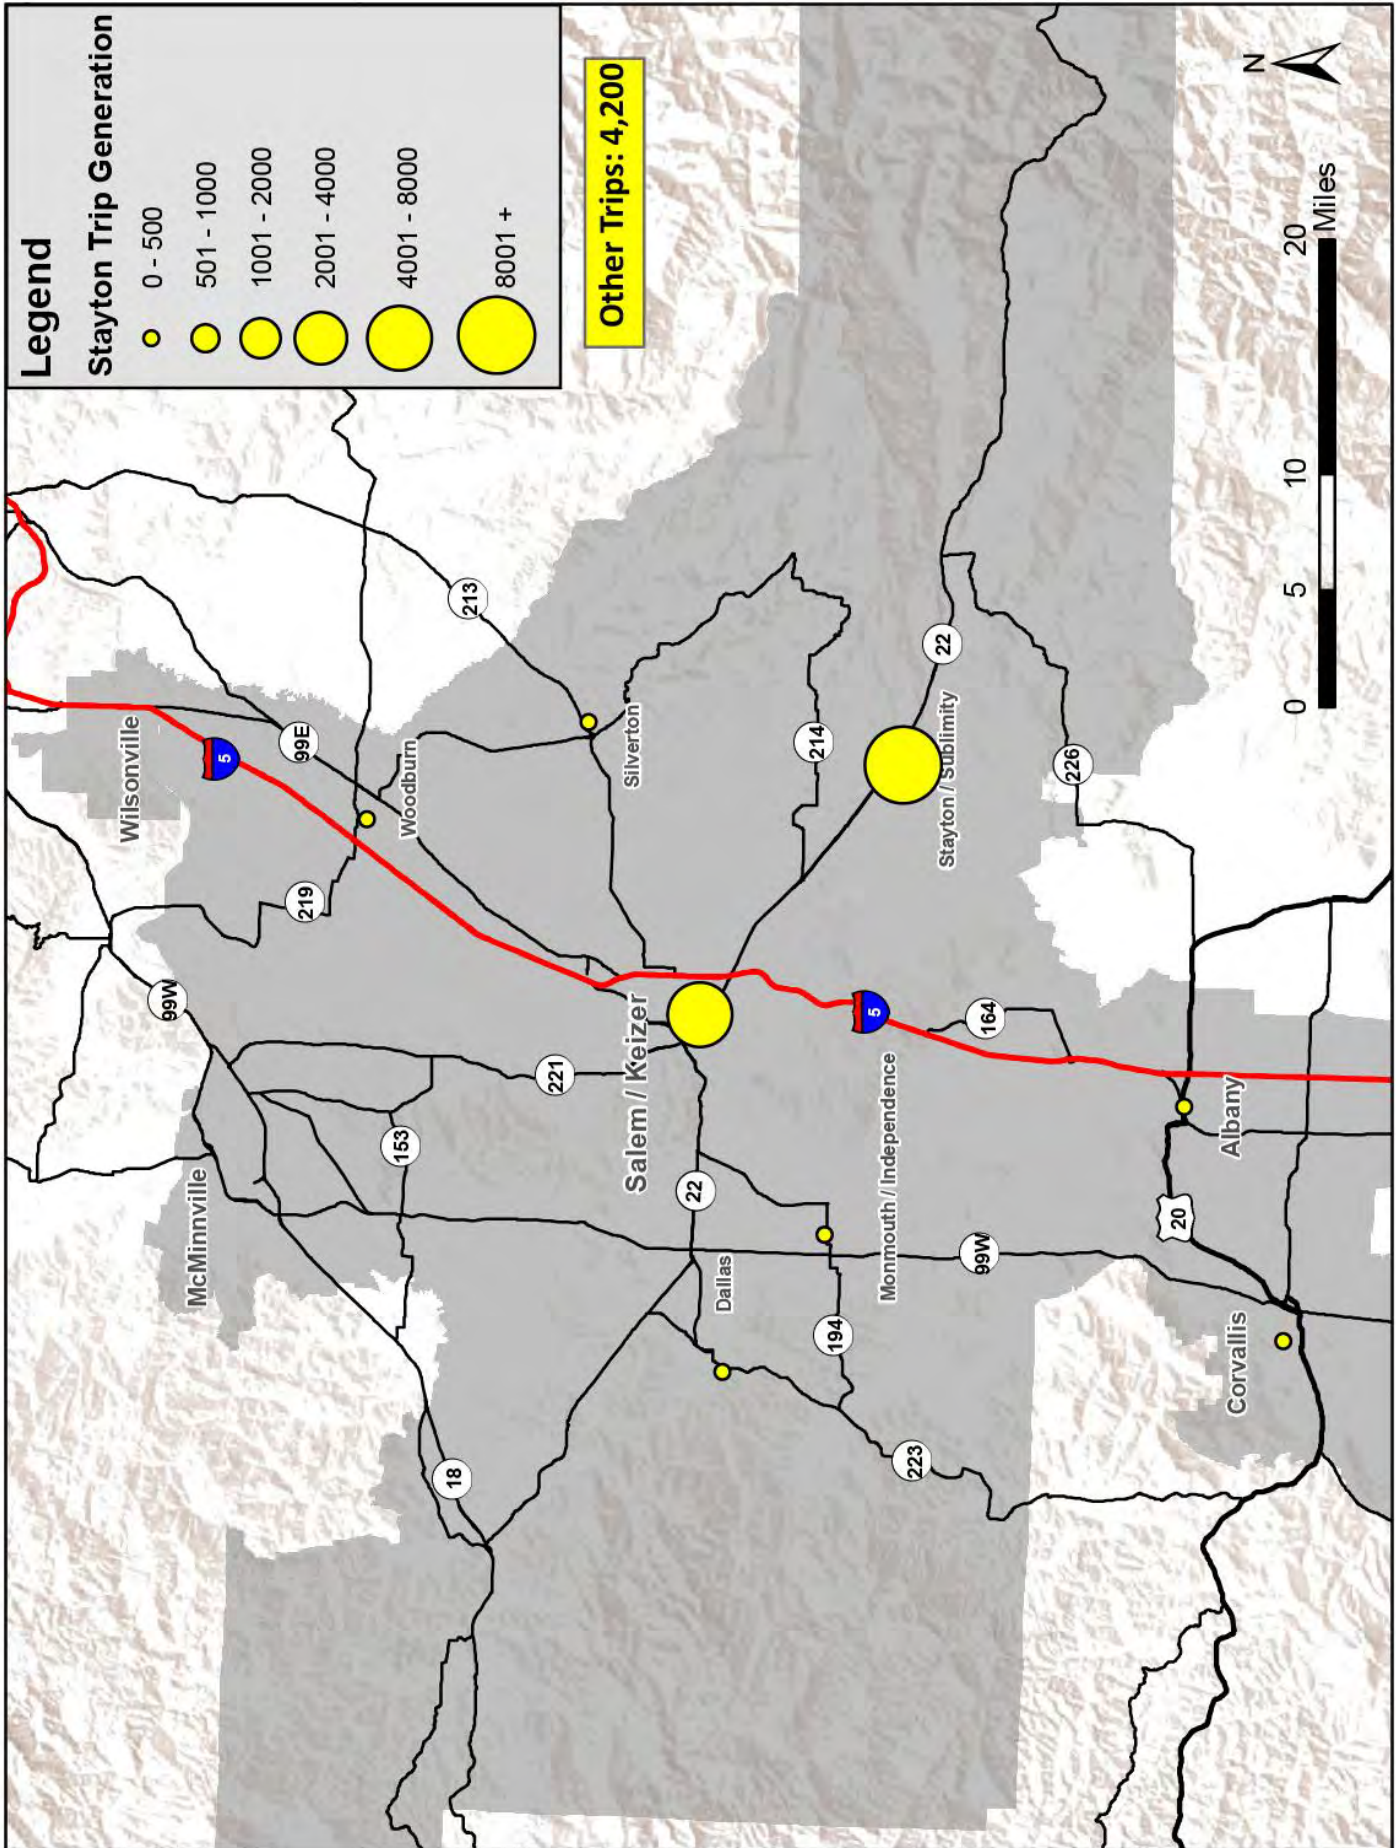 Legend
Stayton Trip Generation
0 - 500
501 - 1000
1001 - 2000
2001 - 4000
4001 - 8000
8001 +
Other Trips: 4,200
Wilsonville
5
99E
213
219
Woodburn
Silverton
99W
McMinnville
153
221
Salem / Keizer
214
22
Stayton / Sublimity
226
22
Dallas
5
164
Monmouth / Independence
99W
194
18
223
20
Albany
Corvallis
N
0
5
10
20
Miles